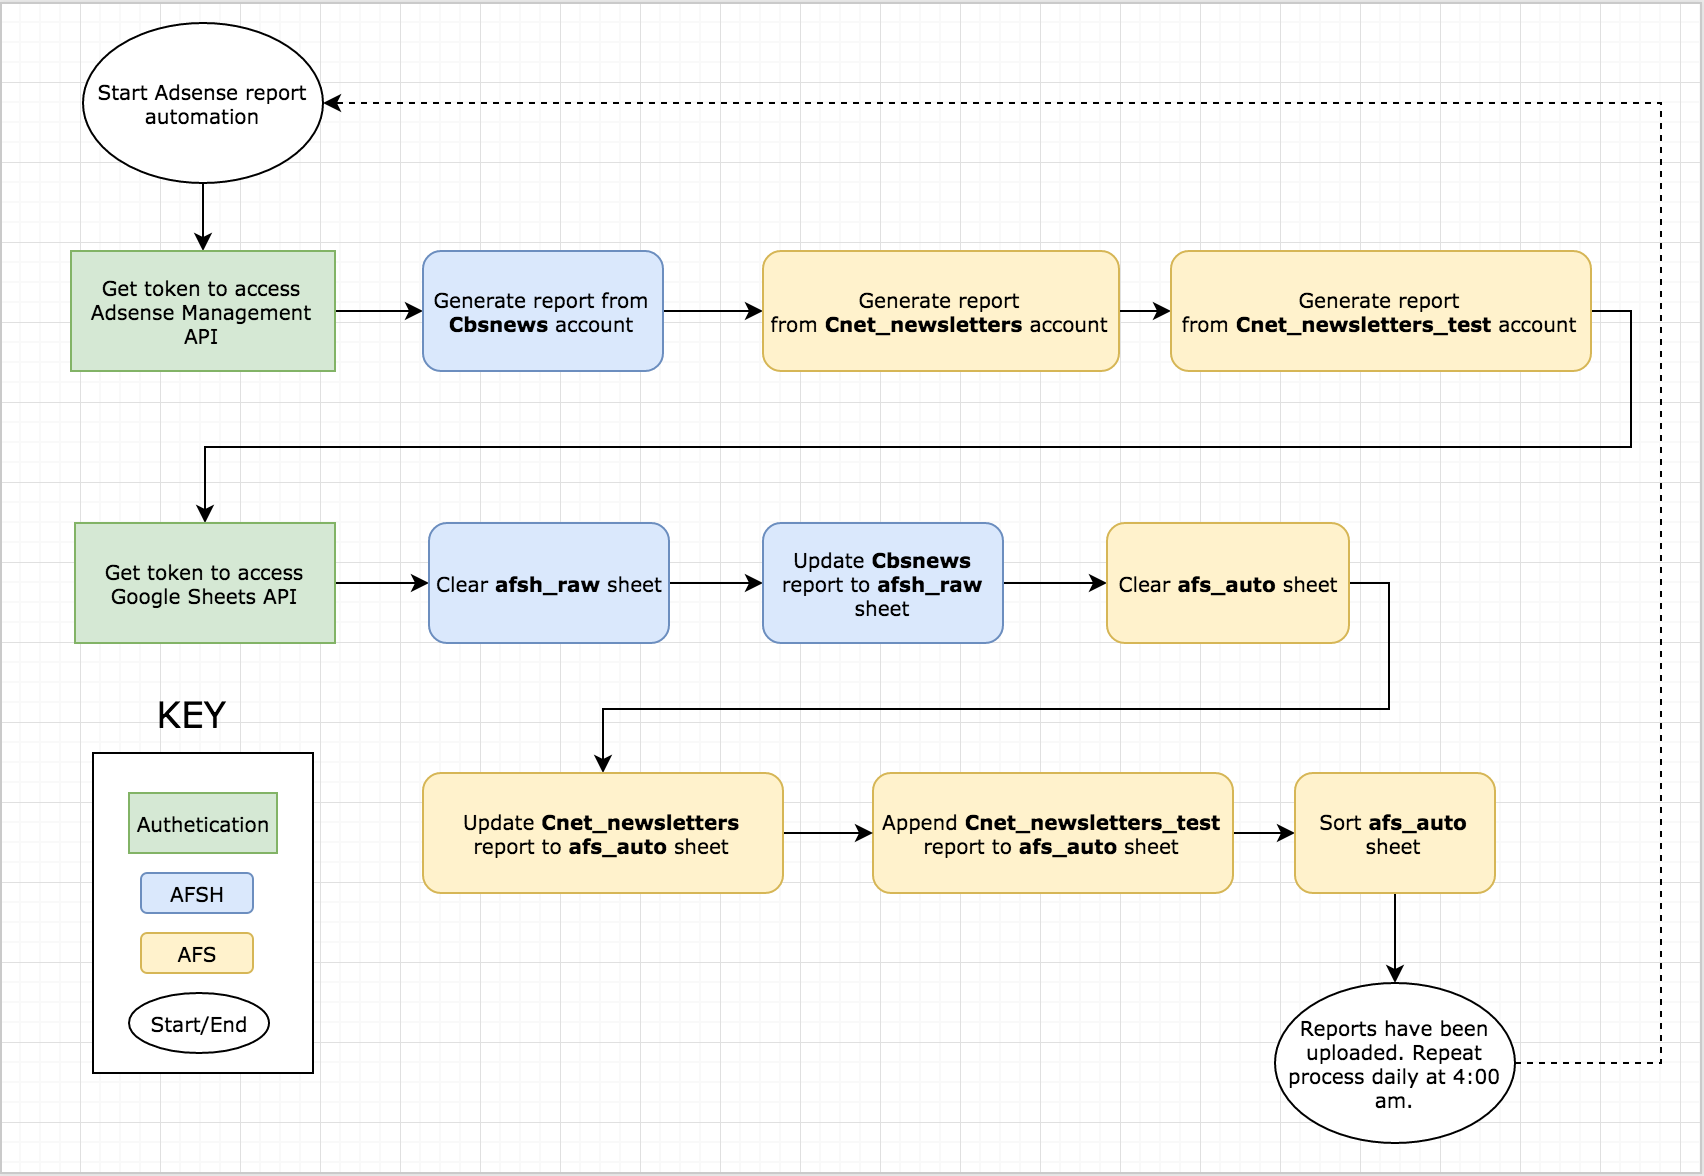 Start Adsense report
automation
Get token to access
Adsense Management
API
Generate report from
Cbsnews account
Generate report
from Cnet_newsletters account
Generate report
from Cnet_newsletters_test account
Get token to access
Google Sheets API
Clear afsh_raw sheet
Update Cbsnews
report to afsh_raw
sheet
Clear afs_auto sheet
KEY
Authetication
AFSH
AFS
Start/End
Update Cnet_newsletters
report to afs_auto sheet
Append Cnet_newsletters_test
report to afs_auto sheet
Sort afs_auto
sheet
Reports have been
uploaded. Repeat
process daily at 4:00
am.